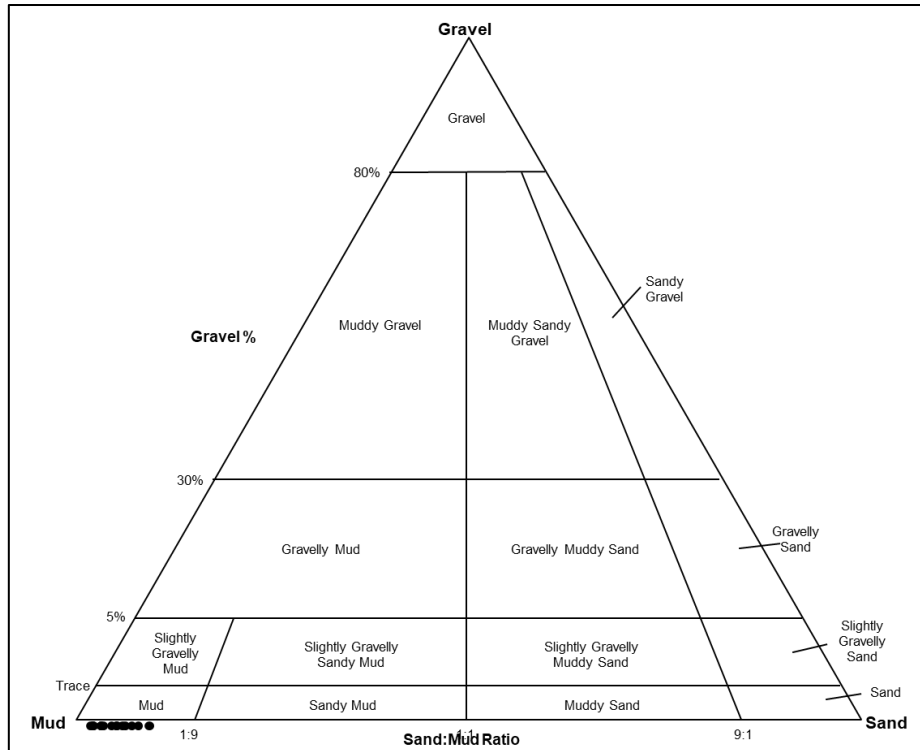 Gravel
Gravel
80%
Sandy
Gravel
Muddy Gravel
Muddy Sandy
Gravel
Gravel %
30%
Gravelly
Sand
Gravelly Mud
Gravelly Muddy Sand
5%
Slightly
Gravelly
Mud
Slightly Gravelly
Sandy Mud
Slightly Gravelly
Muddy Sand
Slightly
Gravelly
Sand
Trace
Sand
Mud
Mud
Sandy Mud
Muddy Sand
Sand
1:9
1:1
9:1
Sand:Mud Ratio